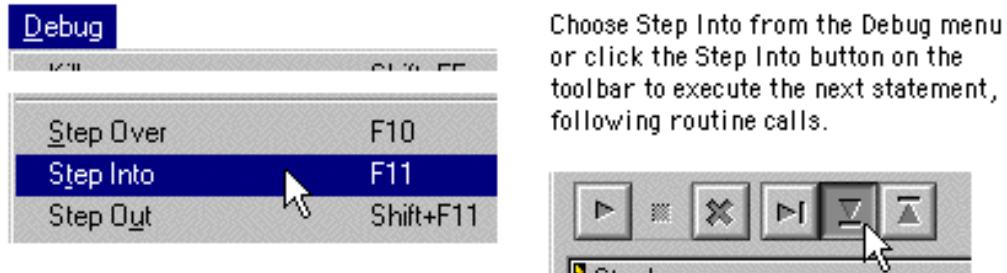 Debug
Step Over F10
Step Into F11
Step Out Shift+F11
Choose Step Into from the Debug menu
or click the Step Into button on the
toolbar to execute the next statement,
following routine calls.